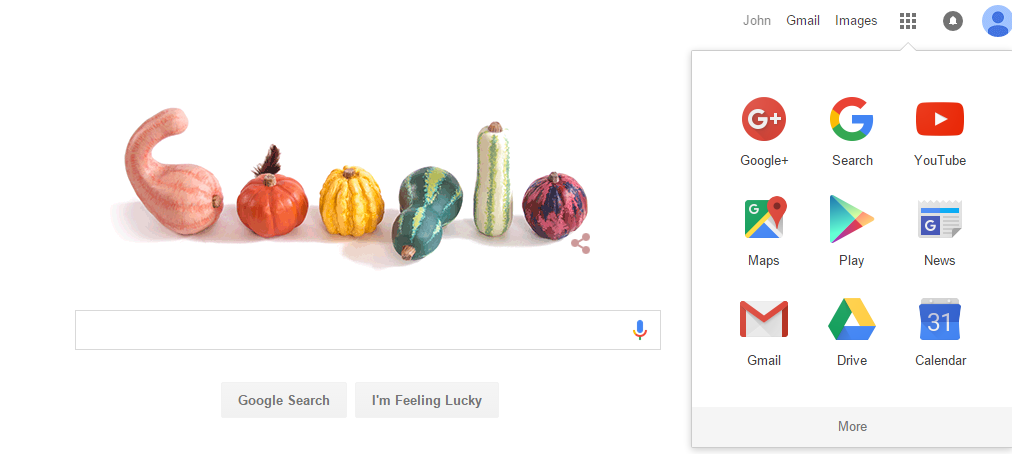 John Gmail Images
Google+ Search YouTube
Maps Play News
31
Gmail Drive Calendar
Google Search I'm Feeling Lucky
More